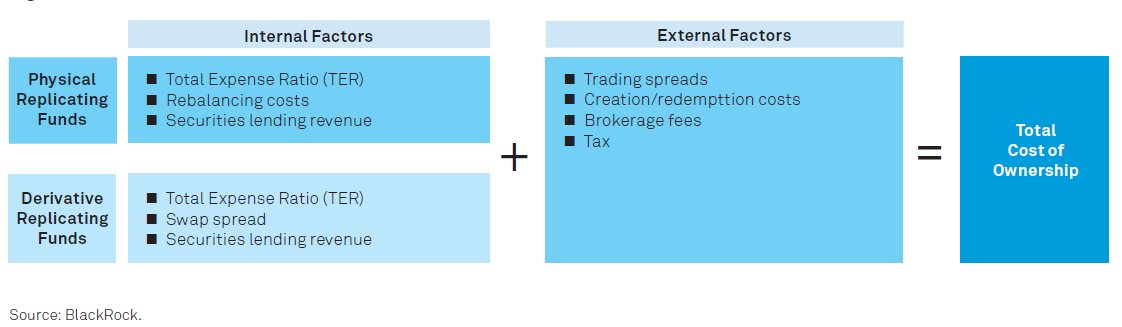 Internal Factors
External Factors
Physical
Replicating
Funds
■ Total Expense Ratio (TER)
■ Rebalancing costs
■ Securities lending revenue
■ Trading spreads
■ Creation/redempttion costs
■ Brokerage fees
■ Tax
+
=
Total
Cost of
Ownership
Derivative
Replicating
Funds
■ Total Expense Ratio (TER)
■ Swap spread
■ Securities lending revenue
Source: BlackRock.